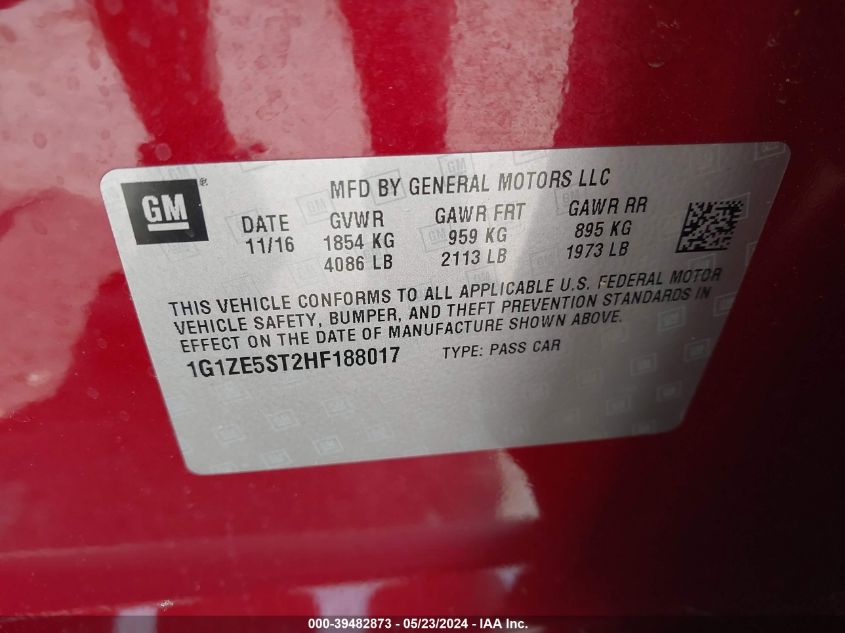 GM®
MFD BY GENERAL MOTORS LLC
DATE GVWR GAWR FRT GAWR RR
11/16 1854 KG 959 KG 895 KG
4086 LB 2113 LB 1973 LB
THIS VEHICLE CONFORMS TO ALL APPLICABLE U.S. FEDERAL MOTOR
VEHICLE SAFETY, BUMPER, AND THEFT PREVENTION STANDARDS IN
EFFECT ON THE DATE OF MANUFACTURE SHOWN ABOVE.
1G1ZE5ST2HF188017 TYPE: PASS CAR
000-39482873 - 05/23/2024 - IAAI.COM